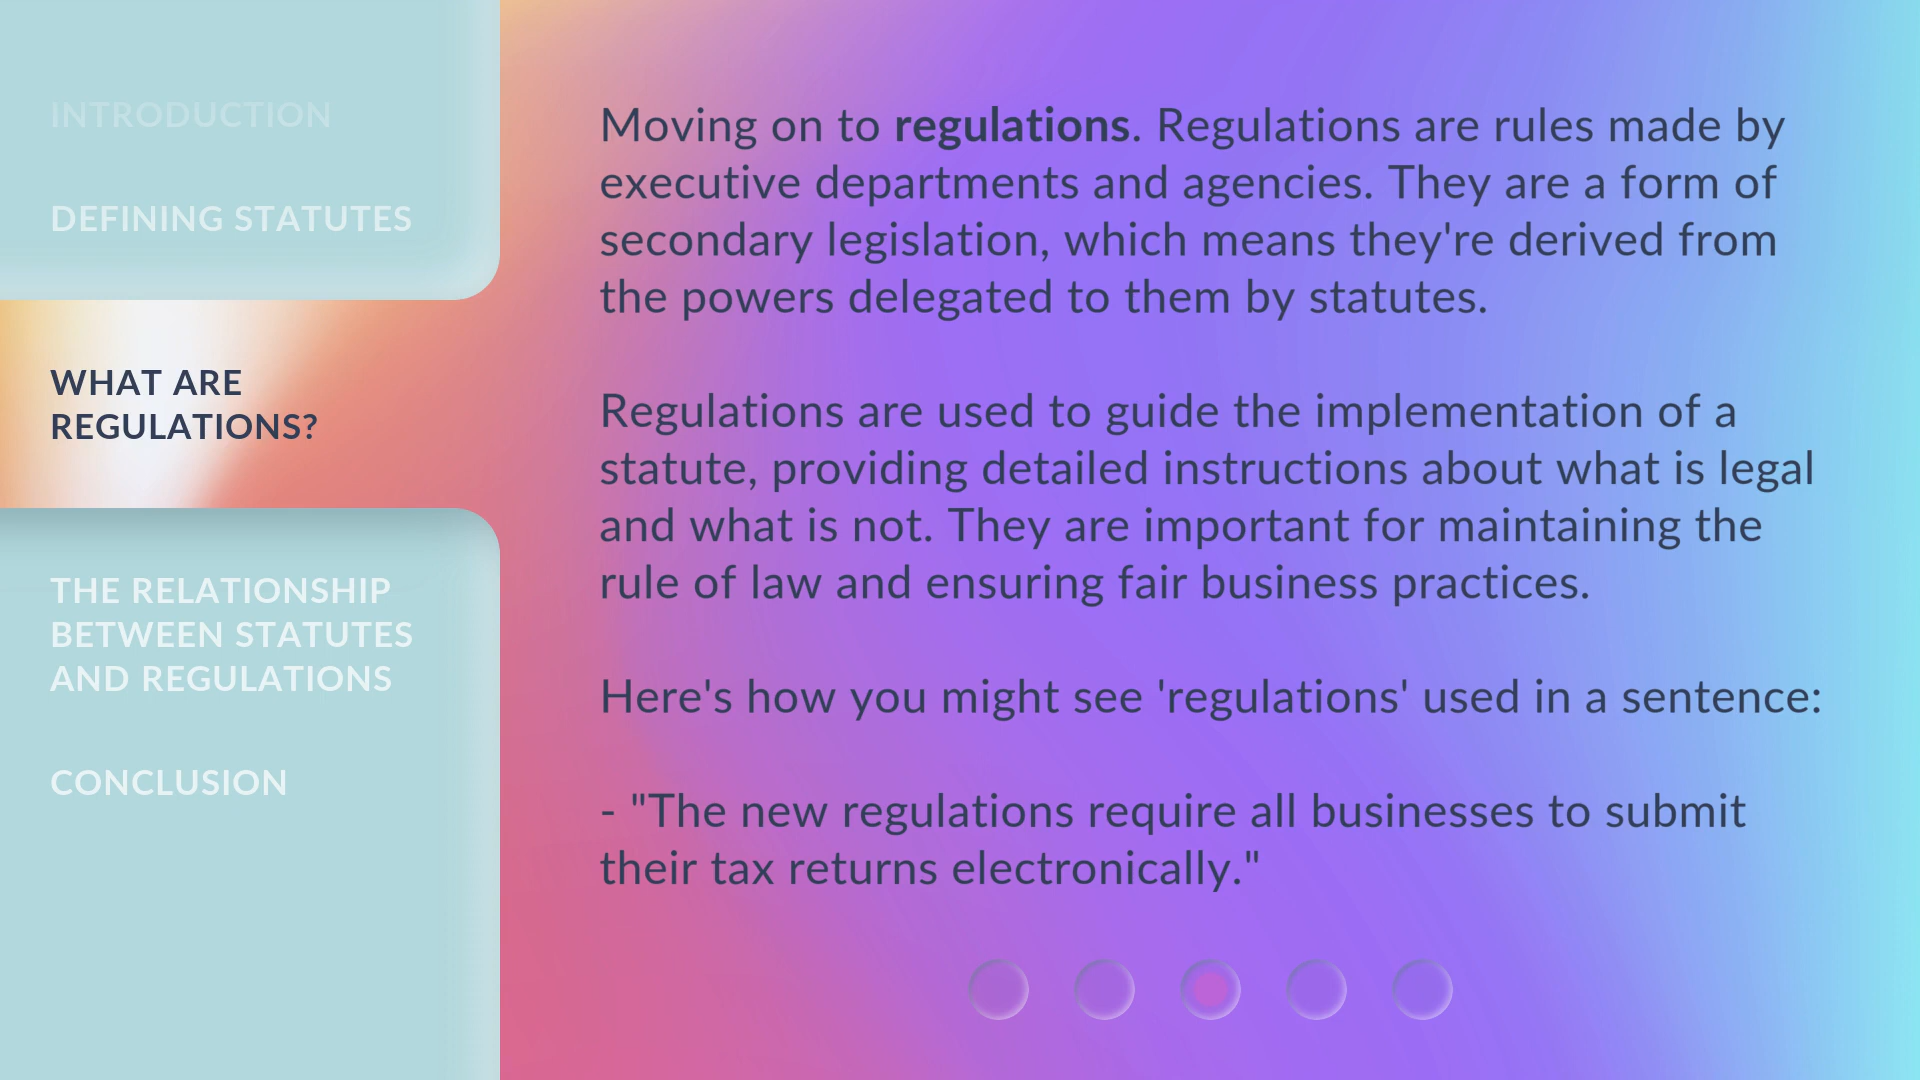 INTRODUCTION
DEFINING STATUTES
WHAT ARE
REGULATIONS?
THE RELATIONSHIP
BETWEEN STATUTES
AND REGULATIONS
CONCLUSION
Moving on to regulations. Regulations are rules made by
executive departments and agencies. They are a form of
secondary legislation, which means they're derived from
the powers delegated to them by statutes.
Regulations are used to guide the implementation of a
statute, providing detailed instructions about what is legal
and what is not. They are important for maintaining the
rule of law and ensuring fair business practices.
Here's how you might see 'regulations' used in a sentence:
- "The new regulations require all businesses to submit
their tax returns electronically."